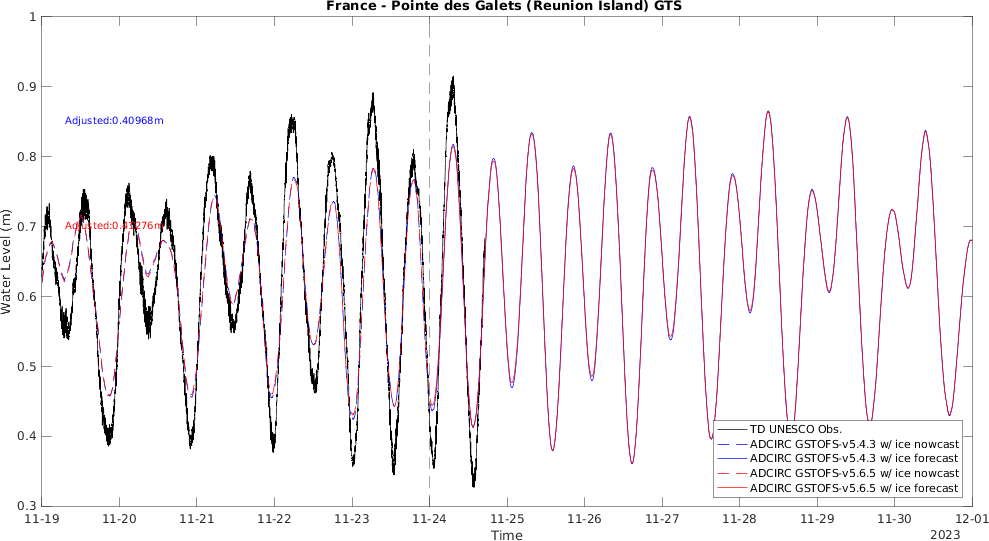 France - Pointe des Galets (Reunion Island) GTS
1
0.9
0.8
0.7
0.6
0.5
0.4
0.3
Water Level (m)
Adjusted:0.40968m
Adjusted:0.41276m
TD UNESCO Obs.
ADCIRC GSTOFS-v5.4.3 w/ ice nowcast
ADCIRC GSTOFS-v5.4.3 w/ ice forecast
ADCIRC GSTOFS-v5.6.5 w/ ice nowcast
ADCIRC GSTOFS-v5.6.5 w/ ice forecast
11-19 11-20 11-21 11-22 11-23 11-24 11-25 11-26 11-27 11-28 11-29 11-30 12-01
Time
2023